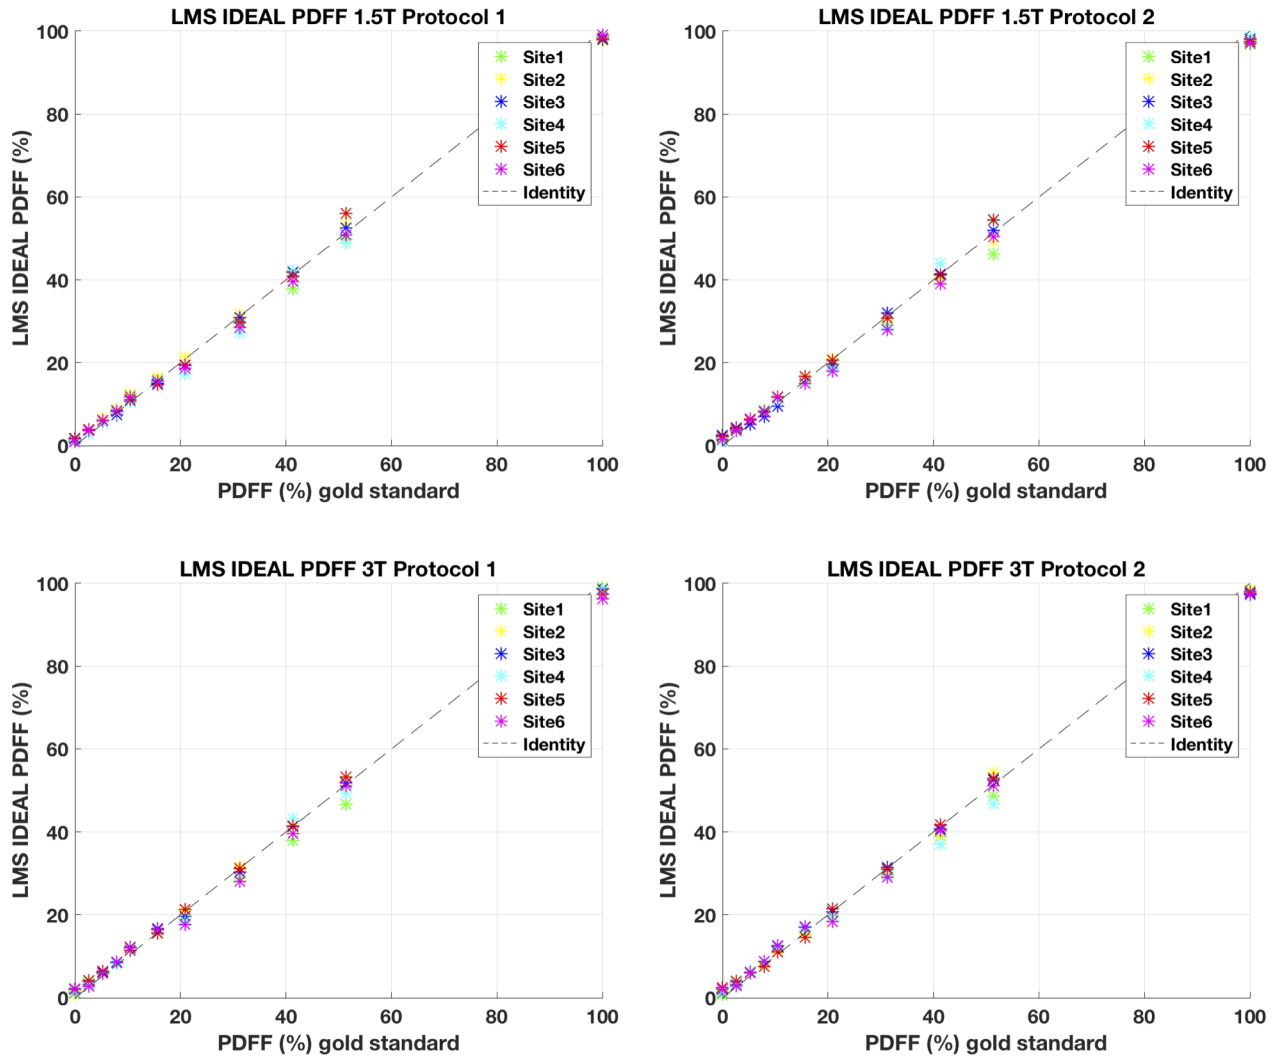 LMS IDEAL PDFF 1.5T Protocol 1
100
80
60
40
20
0
LMS IDEAL PDFF (%)
Site1
Site2
Site3
Site4
Site5
Site6
Identity
0 20 40 60 80 100
PDFF (%) gold standard
LMS IDEAL PDFF 1.5T Protocol 2
100
80
60
40
20
0
LMS IDEAL PDFF (%)
Site1
Site2
Site3
Site4
Site5
Site6
Identity
0 20 40 60 80 100
PDFF (%) gold standard
LMS IDEAL PDFF 3T Protocol 1
100
80
60
40
20
0
LMS IDEAL PDFF (%)
Site1
Site2
Site3
Site4
Site5
Site6
Identity
0 20 40 60 80 100
PDFF (%) gold standard
LMS IDEAL PDFF 3T Protocol 2
100
80
60
40
20
0
LMS IDEAL PDFF (%)
Site1
Site2
Site3
Site4
Site5
Site6
Identity
0 20 40 60 80 100
PDFF (%) gold standard